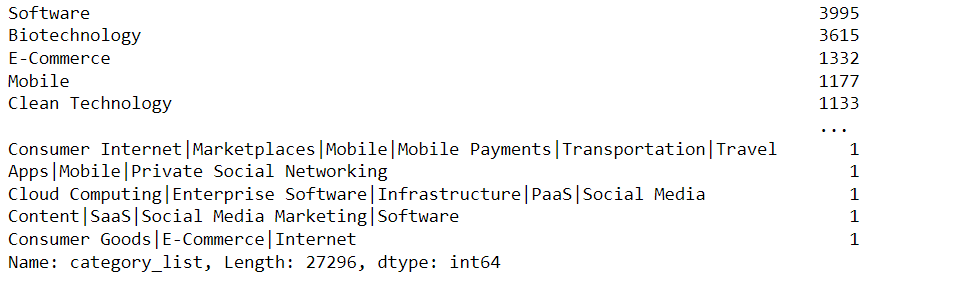 Software 3995
Biotechnology 3615
E-Commerce 1332
Mobile 1177
Clean Technology 1133
...
Consumer Internet|Marketplaces|Mobile|Mobile Payments|Transportation|Travel 1
Apps|Mobile|Private Social Networking 1
Cloud Computing|Enterprise Software|Infrastructure|PaaS|Social Media 1
Content|SaaS|Social Media Marketing|Software 1
Consumer Goods|E-Commerce|Internet 1
Name: category_list, Length: 27296, dtype: int64